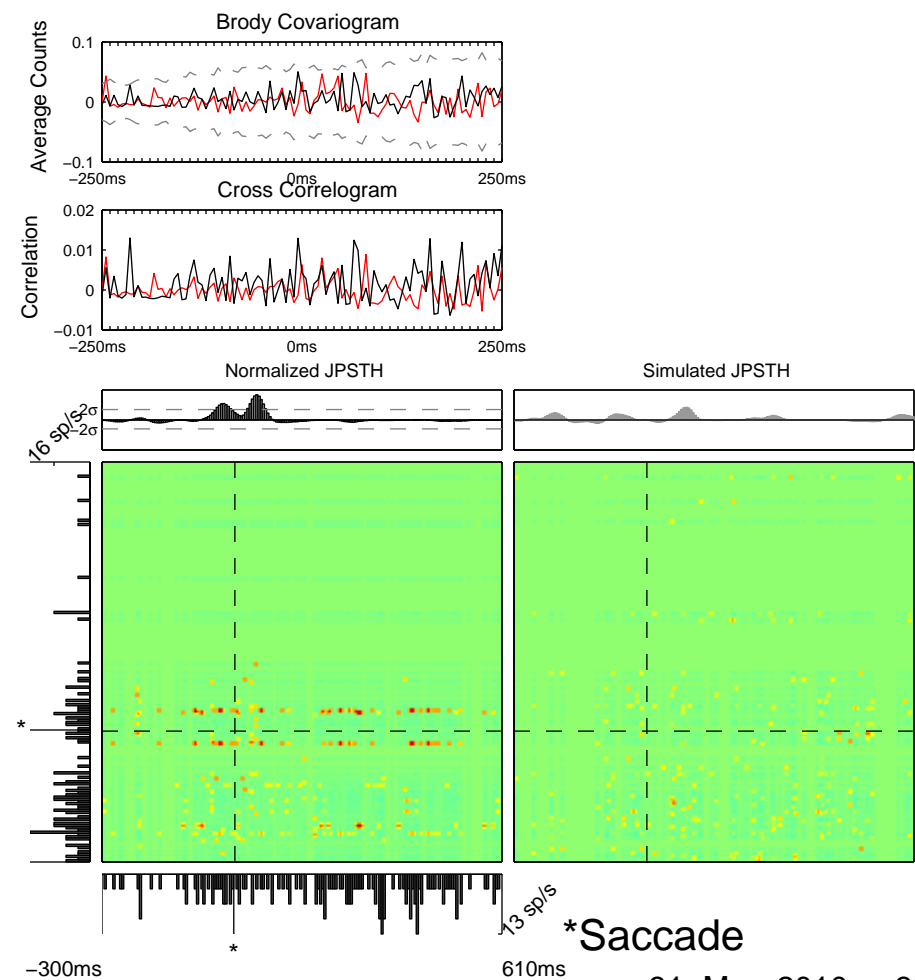 Brody Covariogram
Average Counts
0.1
0
−0.1
−250ms
0ms
250ms
Cross Correlogram
Correlation
0.02
0.01
0
−0.01
−250ms
0ms
250ms
Normalized JPSTH
Simulated JPSTH
2σ
−2σ
16 sp/s
*
*
13 sp/s
*Saccade
−300ms
610ms